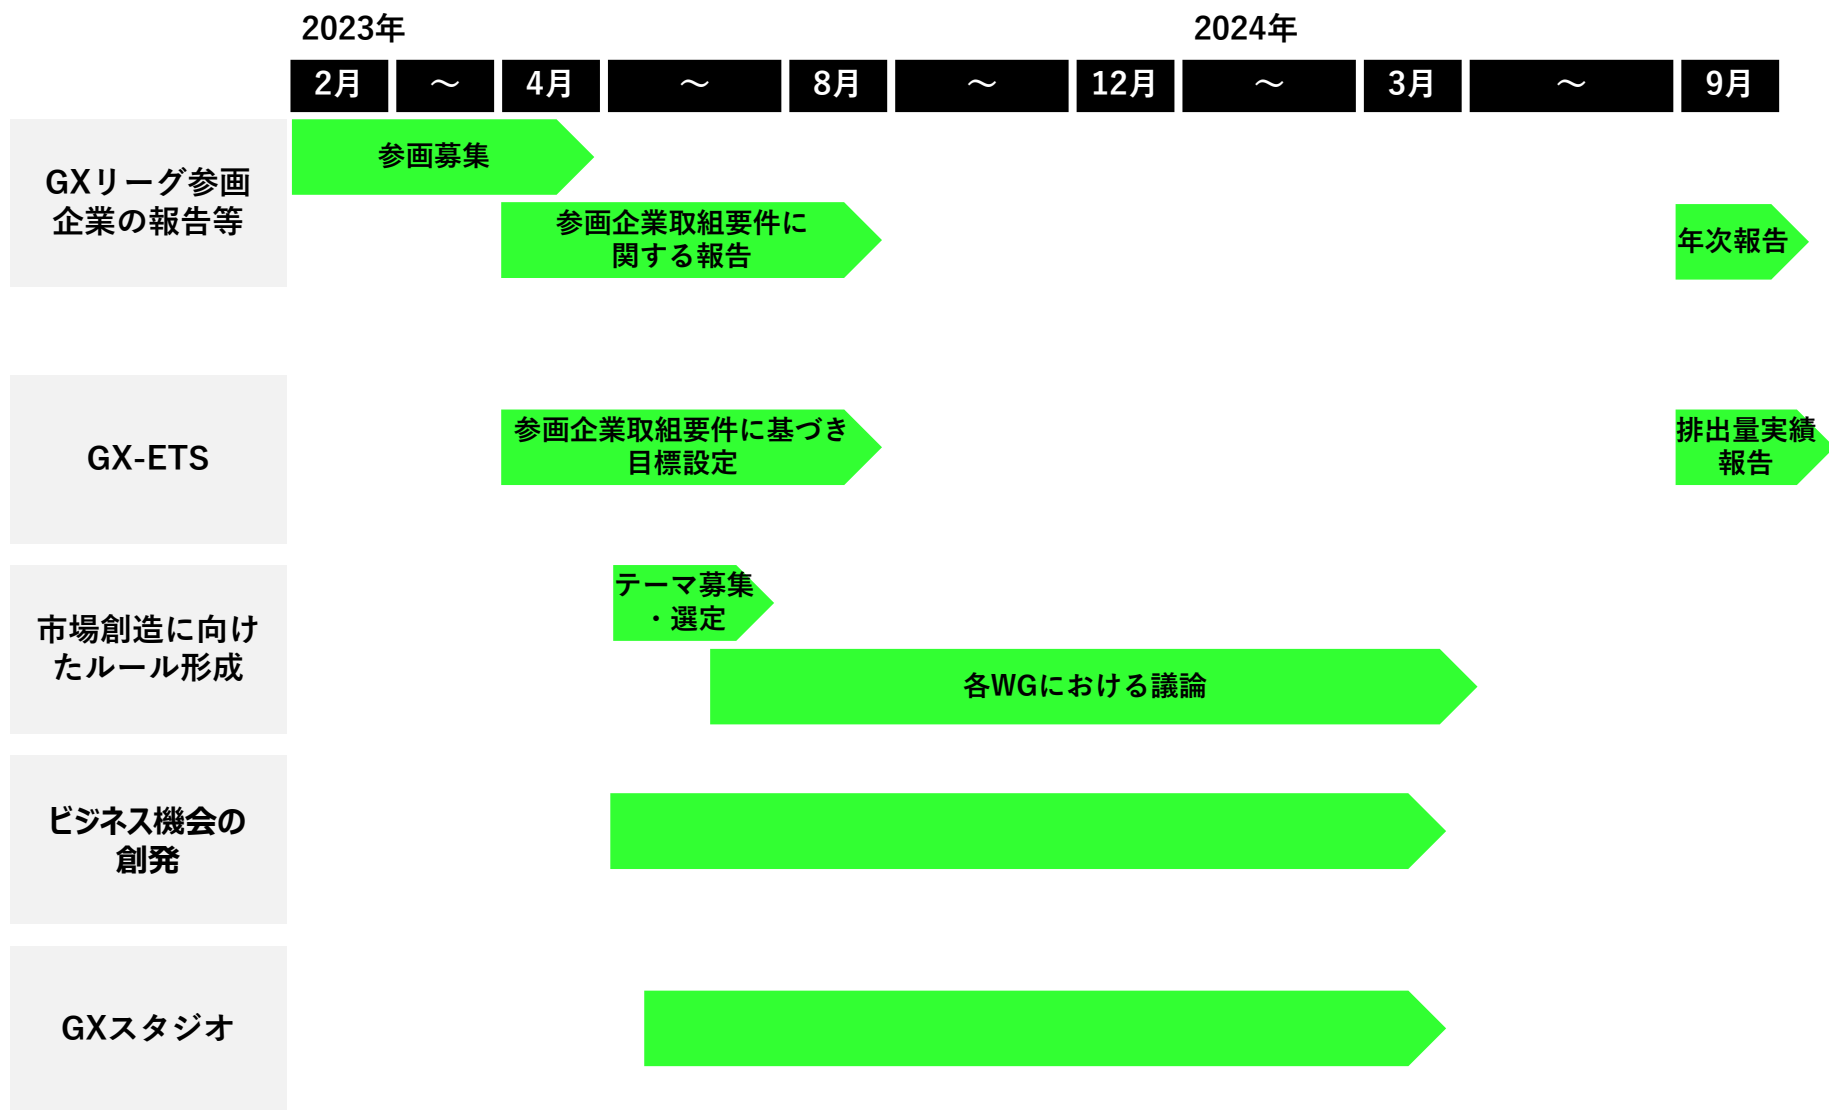 2023年
2024年
2月
～
4月
～
8月
～
12月
～
3月
～
9月
GXリーグ参画
企業の報告等
参画募集
参画企業取組要件に
関する報告
年次報告
GX-ETS
参画企業取組要件に基づき
目標設定
排出量実績
報告
市場創造に向け
たルール形成
テーマ募集
・選定
各WGにおける議論
ビジネス機会の
創発
GXスタジオ